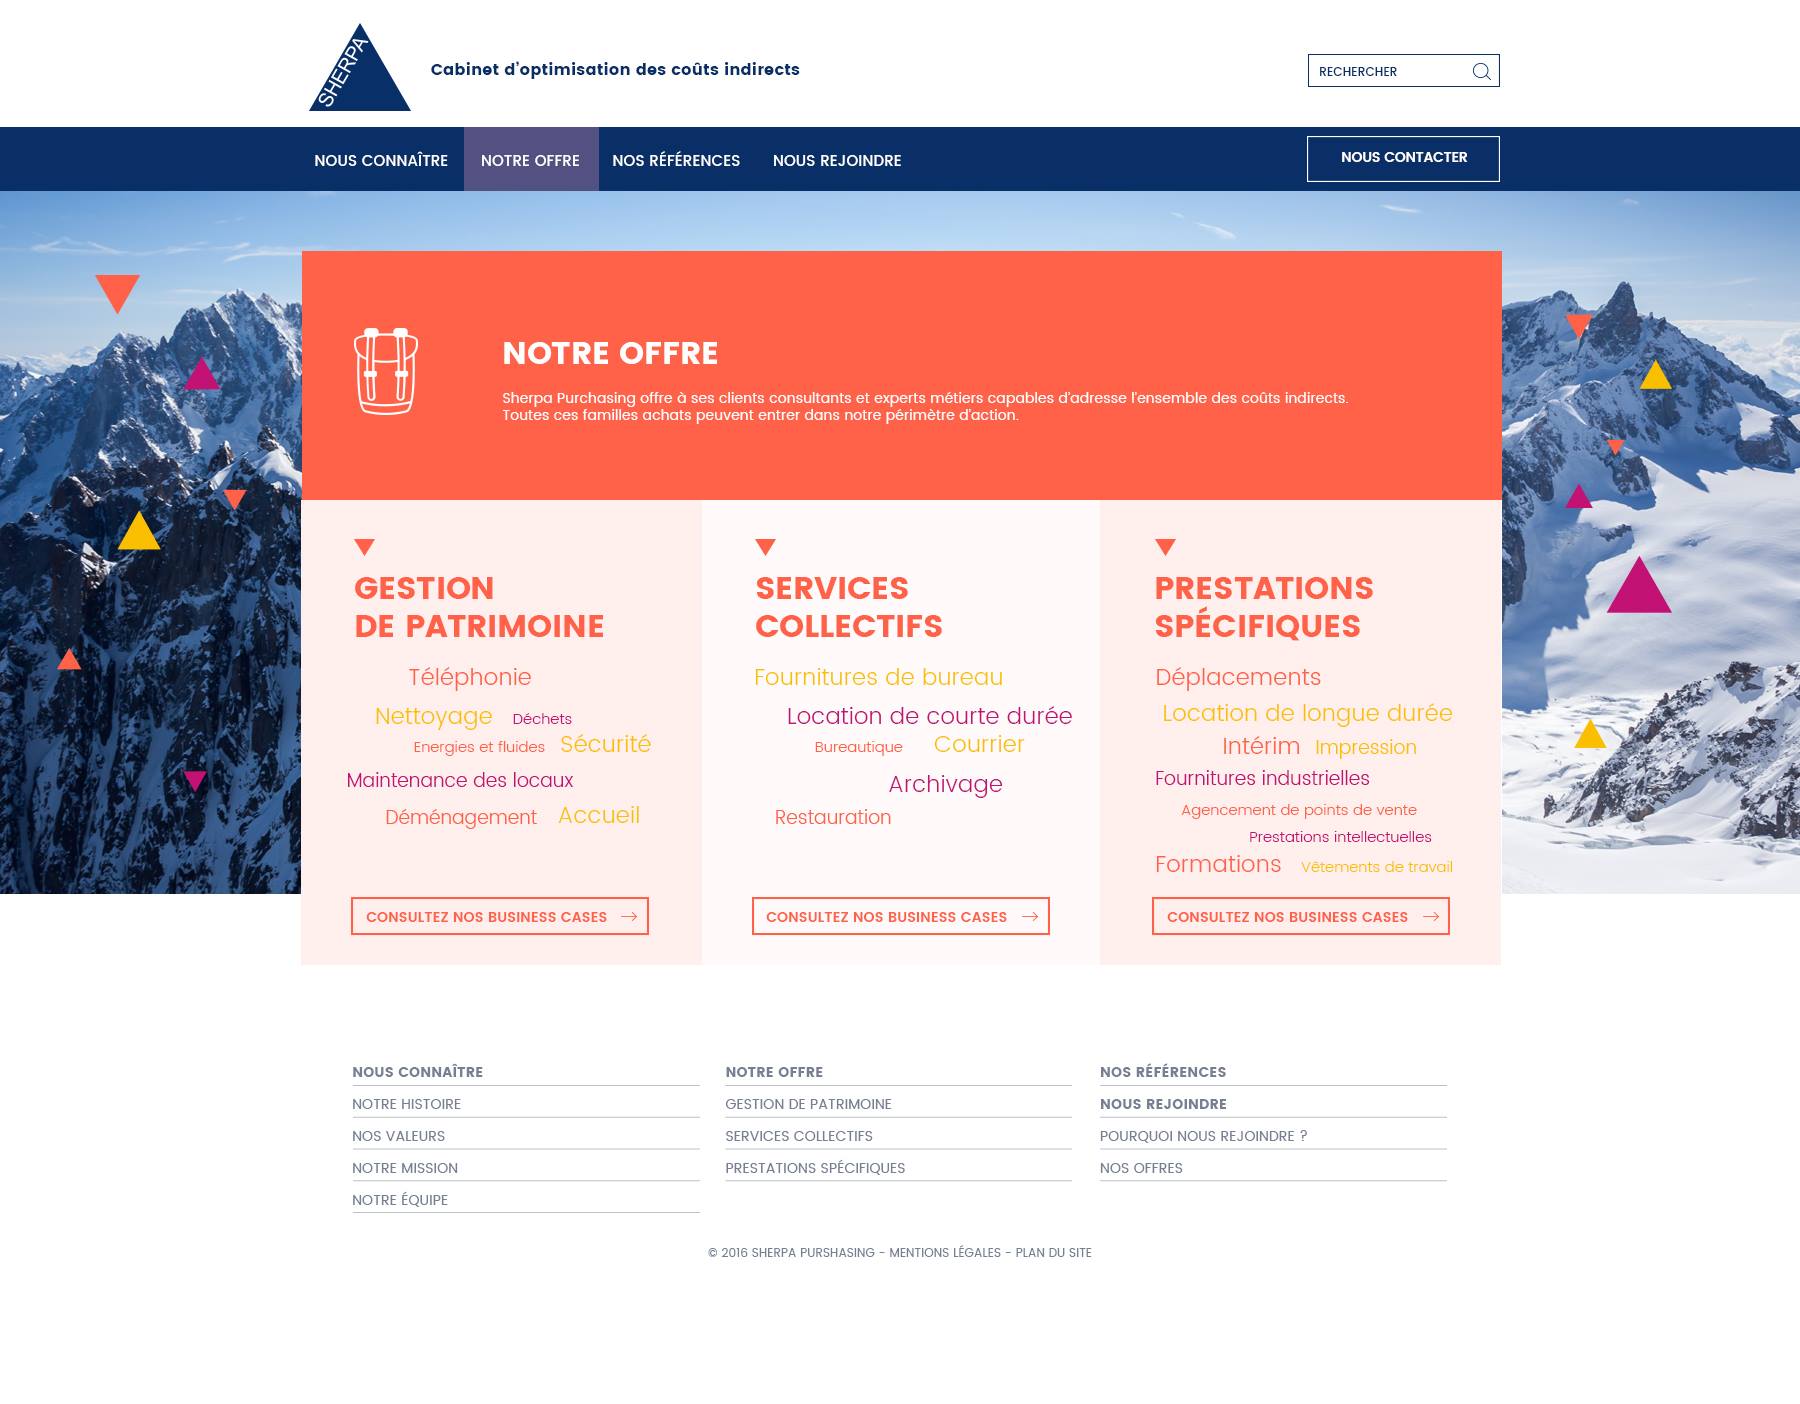 SHERPA
Cabinet d'optimisation des coûts indirects
RECHERCHER
NOUS CONNAÎTRE
NOTRE OFFRE
NOS RÉFÉRENCES
NOUS REJOINDRE
NOUS CONTACTER
NOTRE OFFRE
Sherpa Purchasing offre à ses clients consultants et experts métiers capables d'adresse l'ensemble des coûts indirects.
Toutes ces familles achats peuvent entrer dans notre périmètre d'action.
GESTION
DE PATRIMOINE
Téléphonie
Nettoyage Déchets
Energies et fluides Sécurité
Maintenance des locaux
Déménagement Accueil
CONSULTEZ NOS BUSINESS CASES
SERVICES
COLLECTIFS
Fournitures de bureau
Location de courte durée
Bureautique Courrier
Archivage
Restauration
CONSULTEZ NOS BUSINESS CASES
PRESTATIONS
SPÉCIFIQUES
Déplacements
Location de longue durée
Intérim Impression
Fournitures industrielles
Agencement de points de vente
Prestations intellectuelles
Formations Vêtements de travail
CONSULTEZ NOS BUSINESS CASES
NOUS CONNAÎTRE
NOTRE HISTOIRE
NOS VALEURS
NOTRE MISSION
NOTRE ÉQUIPE
NOTRE OFFRE
GESTION DE PATRIMOINE
SERVICES COLLECTIFS
PRESTATIONS SPÉCIFIQUES
NOS RÉFÉRENCES
NOUS REJOINDRE
POURQUOI NOUS REJOINDRE ?
NOS OFFRES
© 2016 SHERPA PURSHASING - MENTIONS LÉGALES - PLAN DU SITE